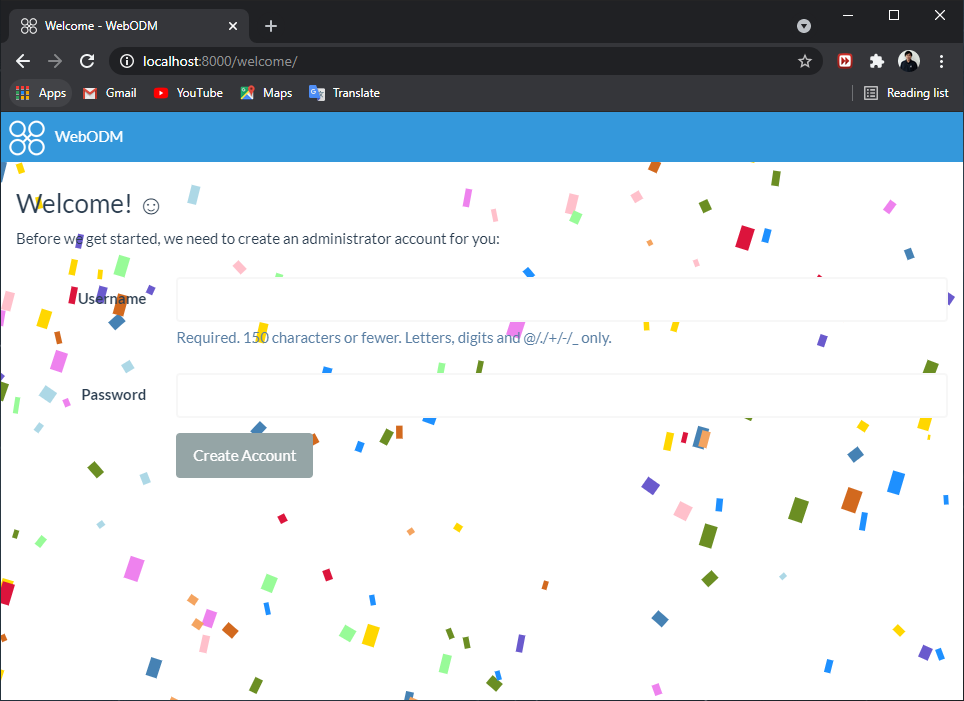 Welcome - WebODM
localhost:8000/welcome/
Apps Gmail YouTube Maps Translate Reading list
WebODM
Welcome! ☺
Before we get started, we need to create an administrator account for you:
Username
Required. 150 characters or fewer. Letters, digits and @/./+/-/_ only.
Password
Create Account